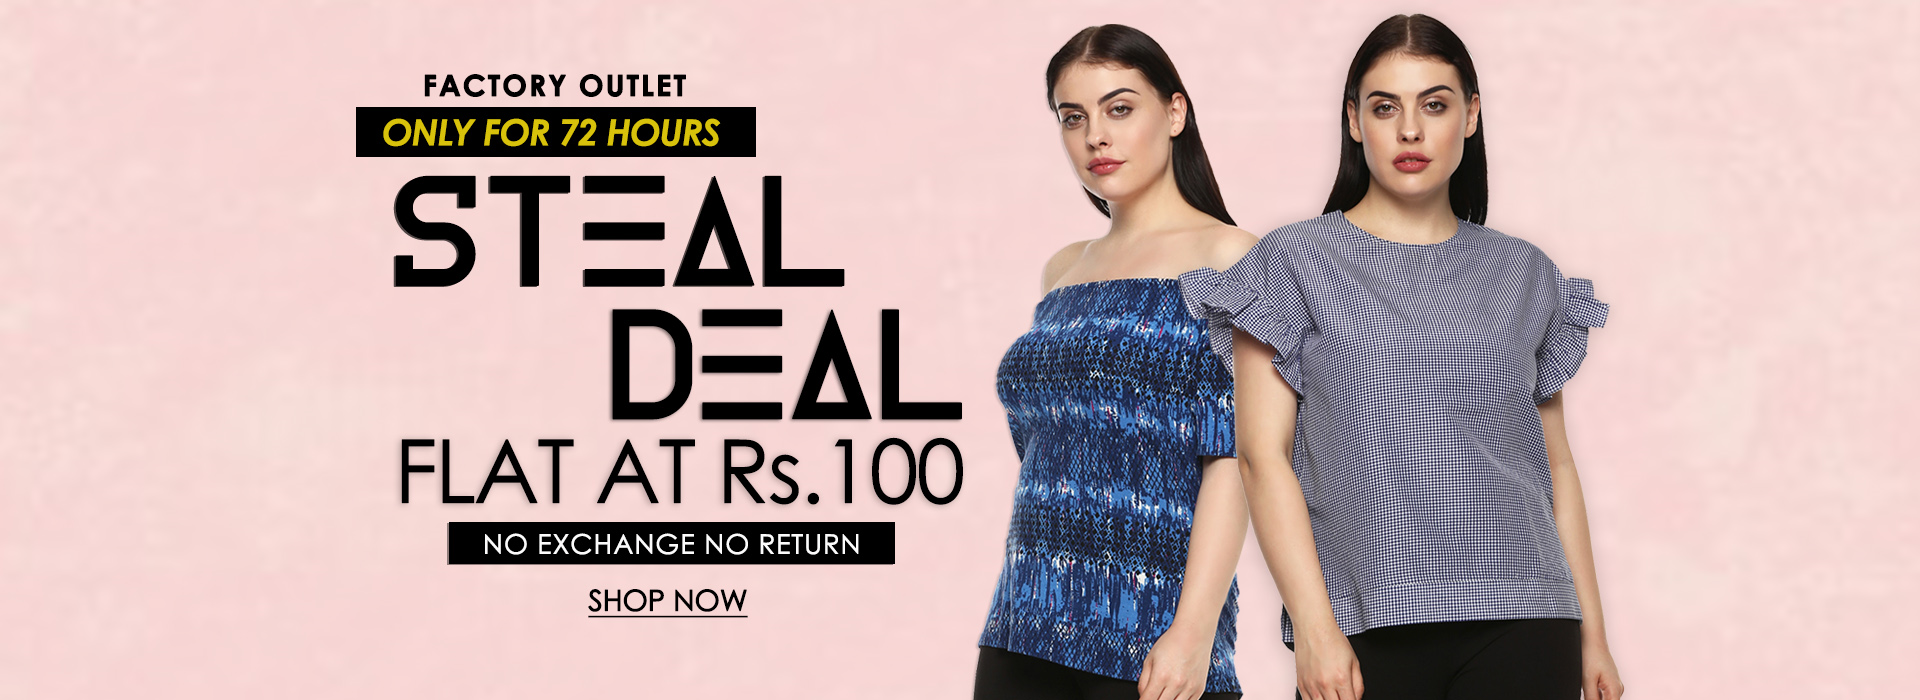 FACTORY OUTLET
ONLY FOR 72 HOURS
STEAL
DEAL
FLAT AT Rs.100
NO EXCHANGE NO RETURN
SHOP NOW